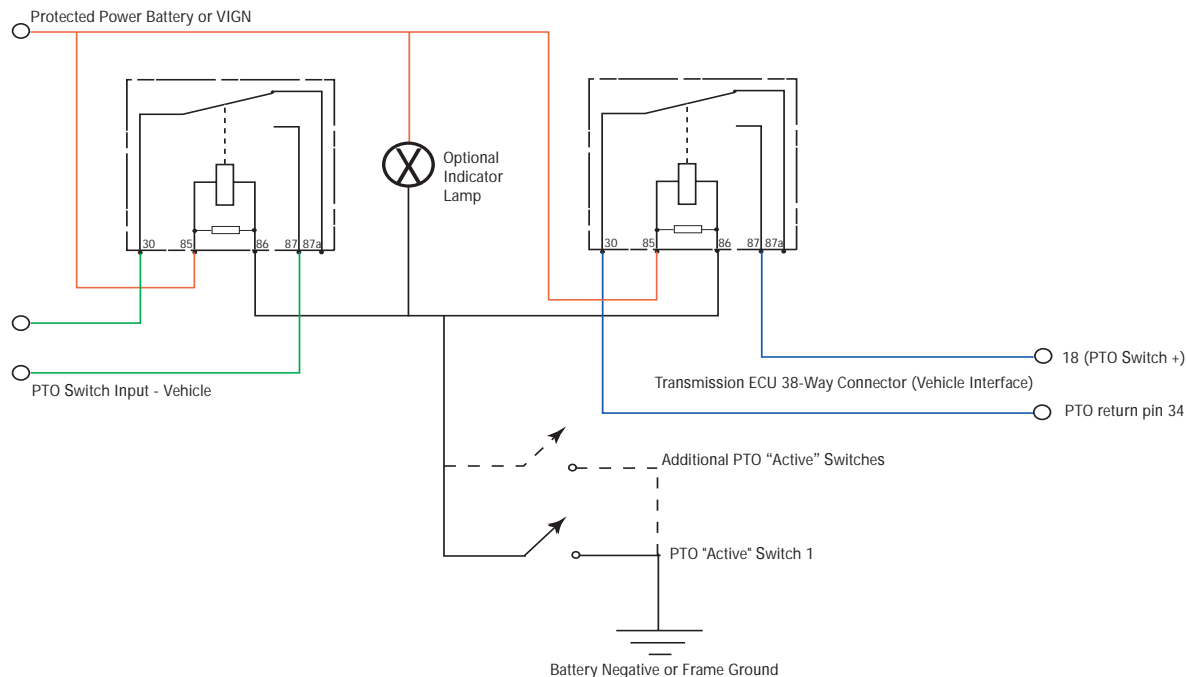 Protected Power Battery or VIGN
Optional
Indicator
Lamp
30 85 86 87 87a
30 85 86 87 87a
PTO Switch Input - Vehicle
18 (PTO Switch +)
Transmission ECU 38-Way Connector (Vehicle Interface)
PTO return pin 34
Additional PTO “Active” Switches
PTO "Active" Switch 1
Battery Negative or Frame Ground